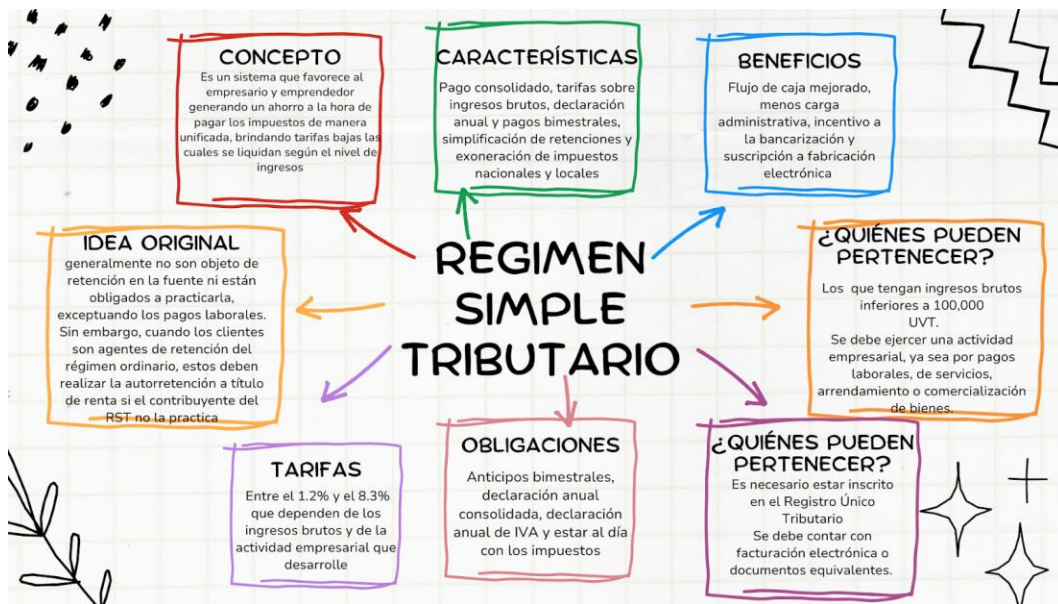 CONCEPTO
Es un sistema que favorece al
empresario y emprendedor
generando un ahorro a la hora de
pagar los impuestos de manera
unificada, brindando tarifas bajas las
cuales se liquidan según el nivel de
ingresos
CARACTERÍSTICAS
Pago consolidado, tarifas sobre
ingresos brutos, declaración
anual y pagos bimestrales,
simplificación de retenciones y
exoneración de impuestos
nacionales y locales
BENEFICIOS
Flujo de caja mejorado,
menos carga
administrativa, incentivo a
la bancarización y
suscripción a fabricación
electrónica
IDEA ORIGINAL
generalmente no son objeto de
retención en la fuente ni están
obligados a practicarla,
exceptuando los pagos laborales.
Sin embargo, cuando los clientes
son agentes de retención del
régimen ordinario, estos deben
realizar la autorretención a título
de renta si el contribuyente del
RST no la practica
REGIMEN
SIMPLE
TRIBUTARIO
¿QUIÉNES PUEDEN
PERTENECER?
Los que tengan ingresos brutos
inferiores a 100,000
UVT.
Se debe ejercer una actividad
empresarial, ya sea por pagos
laborales, de servicios,
arrendamiento o comercialización
de bienes.
TARIFAS
Entre el 1.2% y el 8.3%
que dependen de los
ingresos brutos y de la
actividad empresarial que
desarrolle
OBLIGACIONES
Anticipos bimestrales,
declaración anual
consolidada, declaración
anual de IVA y estar al día
con los impuestos
¿QUIÉNES PUEDEN
PERTENECER?
Es necesario estar inscrito
en el Registro Único
Tributario
Se debe contar con
facturación electrónica o
documentos equivalentes.